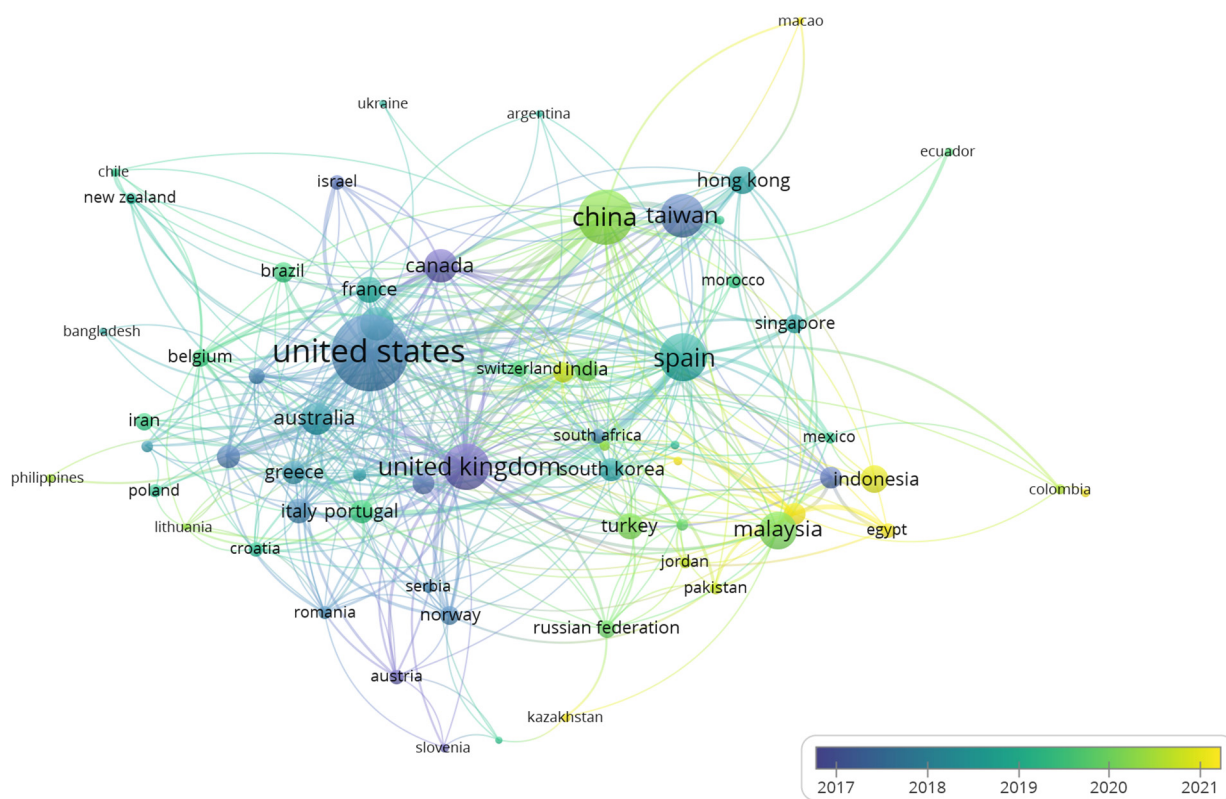 macao
ukraine
argentina
ecuador
chile
israel
hong kong
new zealand
china
taiwan
canada
brazil
france
morocco
bangladesh
singapore
united states
belgium
switzerland
india
spain
iran
australia
south africa
mexico
philippines
greece
united kingdom
south korea
indonesia
colombia
poland
italy
portugal
lithuania
turkey
malaysia
egypt
croatia
jordan
serbia
pakistan
romania
norway
russian federation
austria
kazakhstan
slovenia
2017 2018 2019 2020 2021